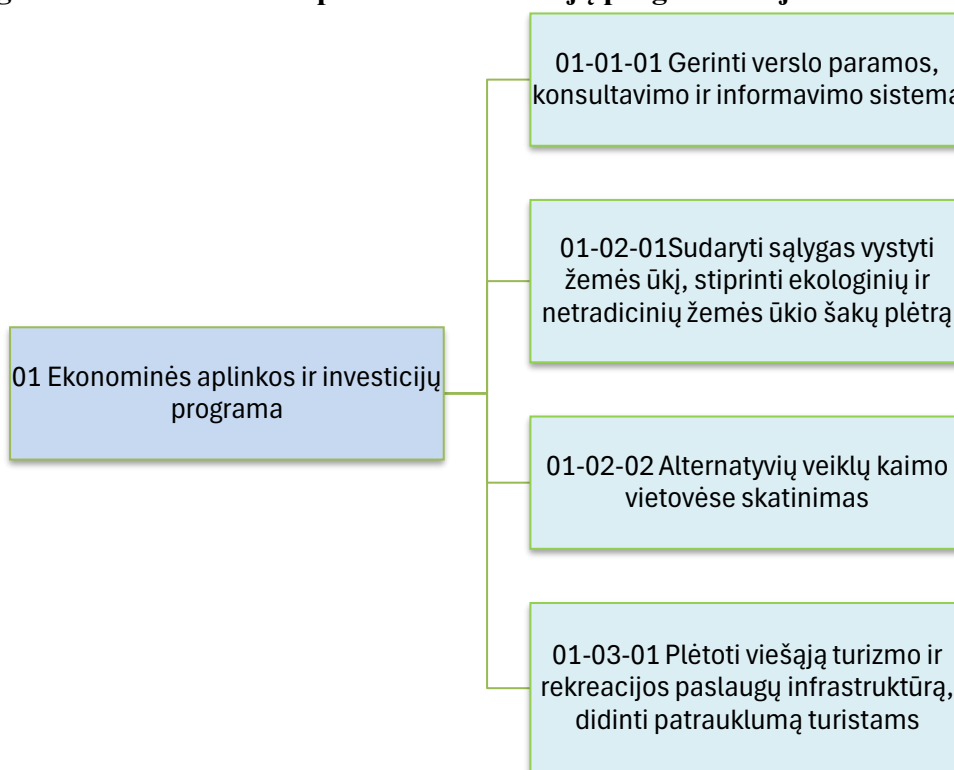 01-01-01 Gerinti verslo paramos,
konsultavimo ir informavimo
01-02-01Sudaryti sąlygas vystyti
žemės ūkį, stiprinti ekologinių ir
netradicinių žemės ūkio šakų plėtrą
01 Ekonominės aplinkos ir investicijų
programa
01-02-02 Alternatyvių veiklų kaimo
vietovėse skatinimas
01-03-01 Plėtoti viešąją turizmo ir
rekreacijos paslaugų infrastruktūrą,
didinti patrauklumą turistams